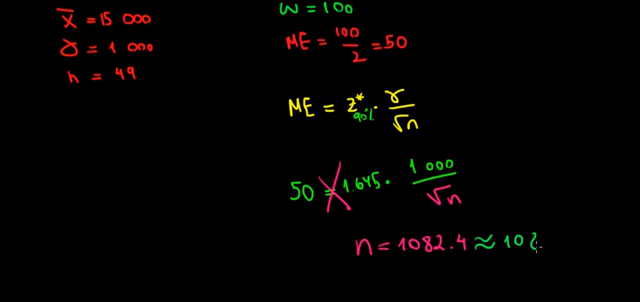 x̄ = 15 000
σ = 1 000
n = 49
W = 100
ME = 100/2 = 50
ME = z*90% · σ/√n
50 = 1.645 · 1 000/√n
n = 1082.4 ≈ 108